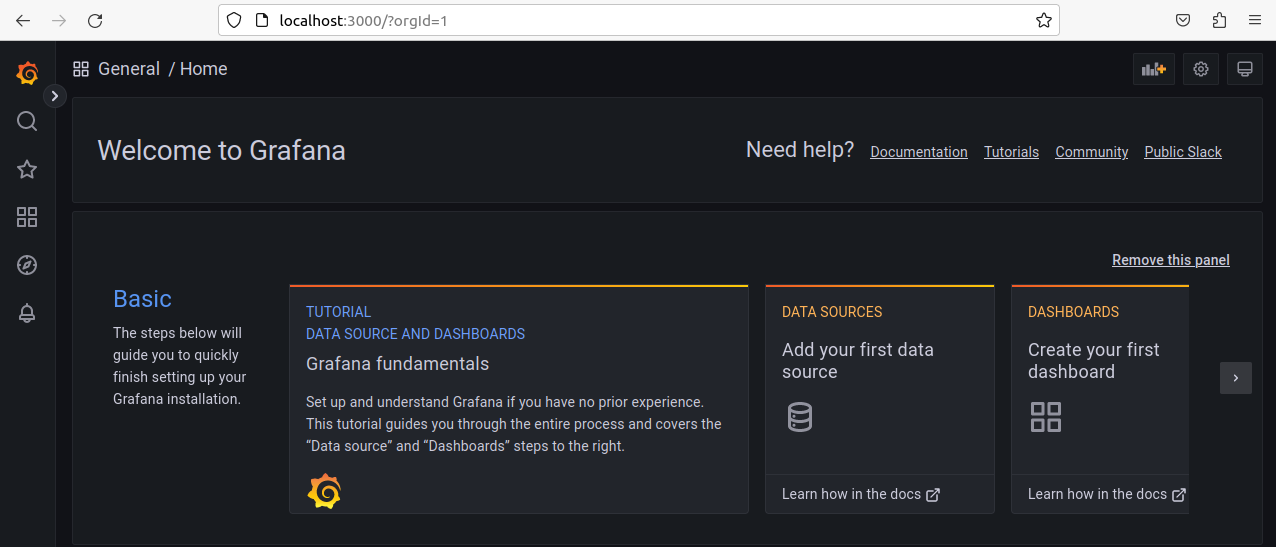 localhost:3000/?orgId=1
General / Home
Welcome to Grafana
Need help? Documentation Tutorials Community Public Slack
Remove this panel
Basic
The steps below will
guide you to quickly
finish setting up your
Grafana installation.
TUTORIAL
DATA SOURCE AND DASHBOARDS
Grafana fundamentals
Set up and understand Grafana if you have no prior experience.
This tutorial guides you through the entire process and covers the
“Data source” and “Dashboards” steps to the right.
DATA SOURCES
Add your first data
source
Learn how in the docs
DASHBOARDS
Create your first
dashboard
Learn how in the docs